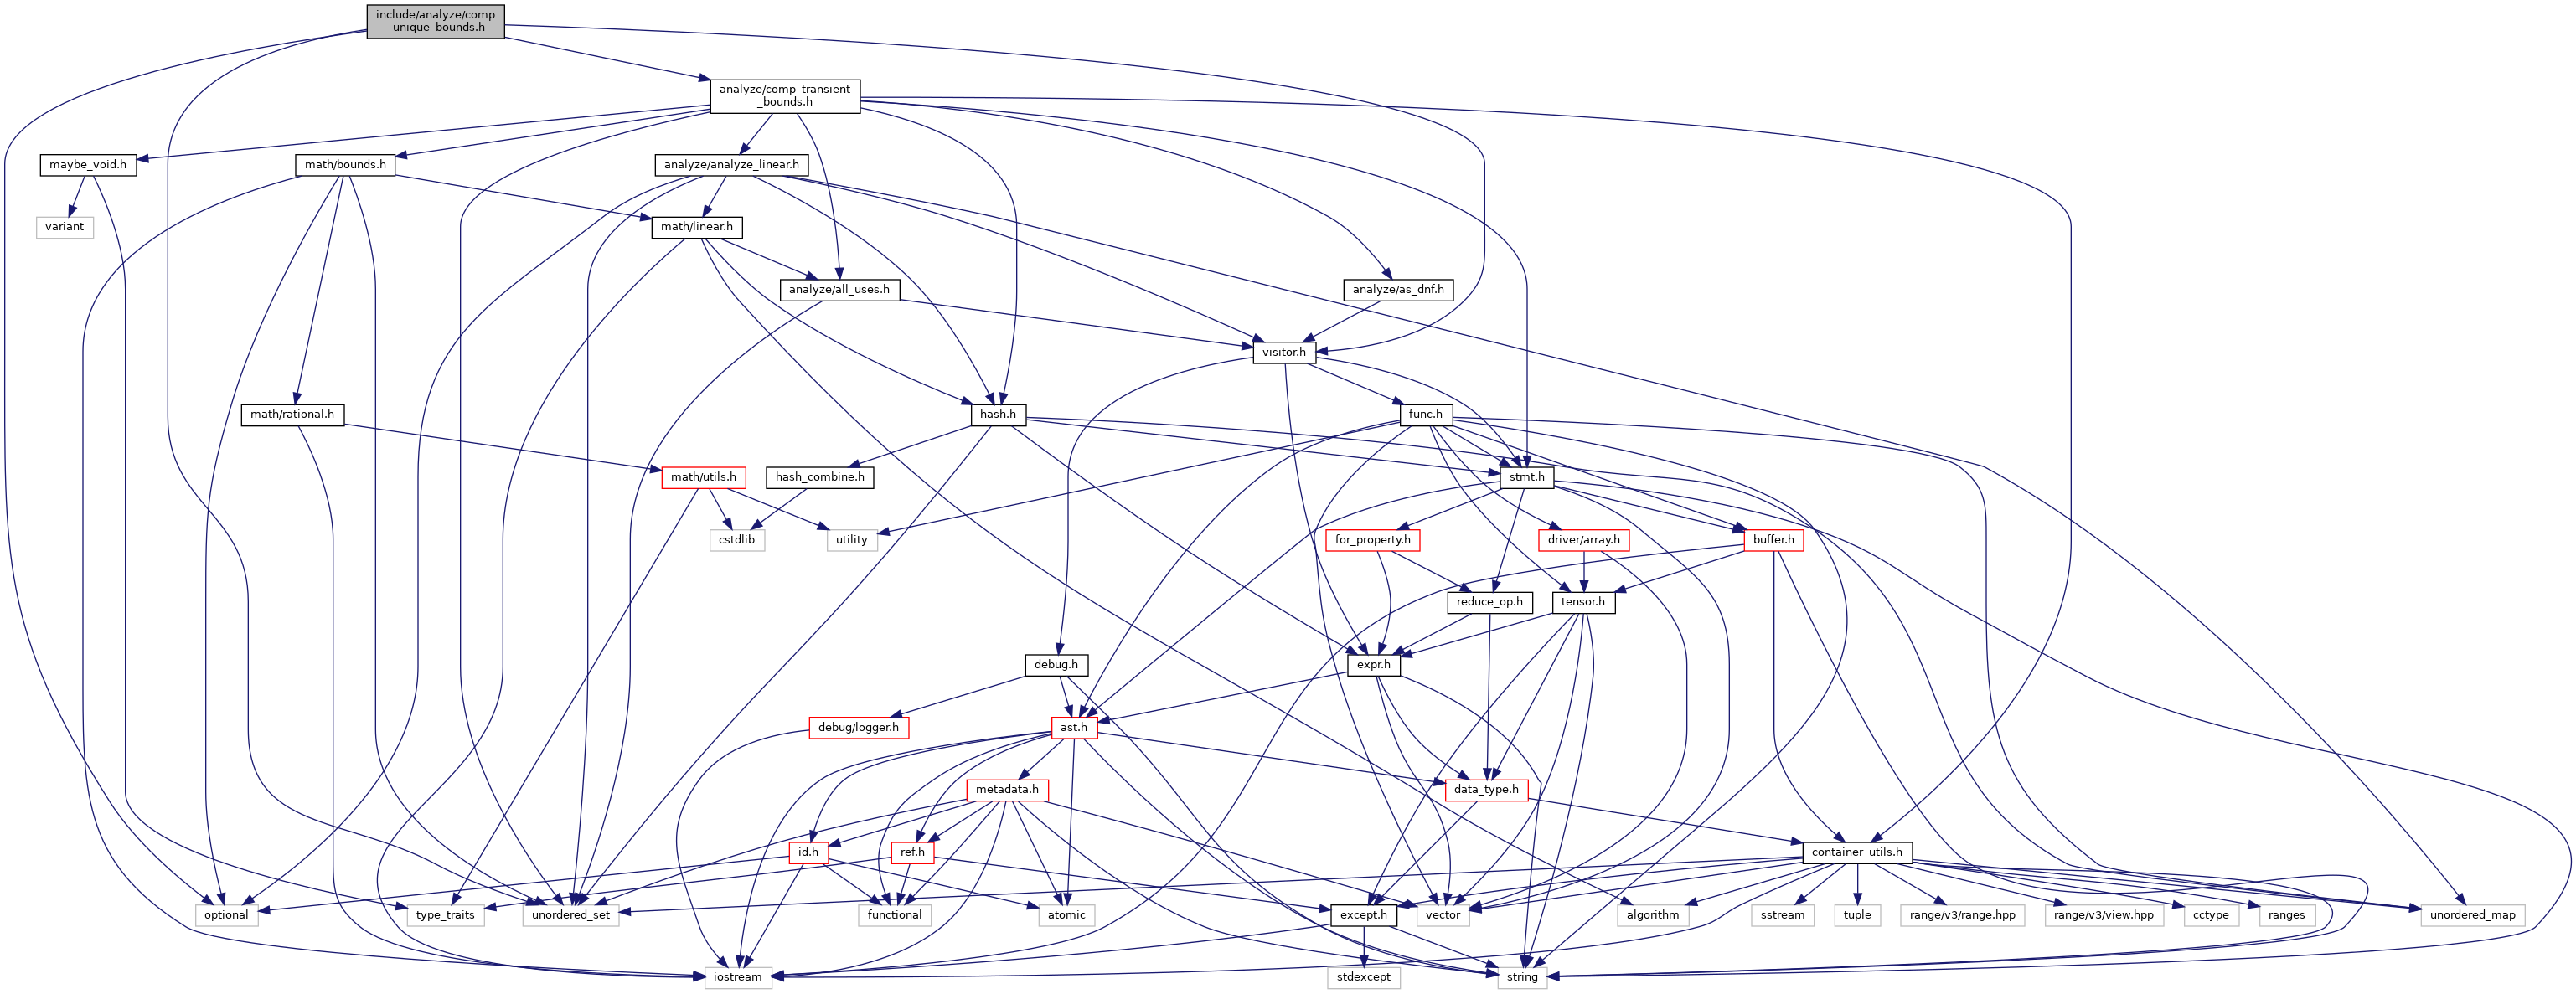 include/analyze/comp
_unique_bounds.h
analyze/comp_transient
_bounds.h
maybe_void.h
math/bounds.h
analyze/analyze_linear.h
variant
math/linear.h
analyze/all_uses.h
analyze/as_dnf.h
visitor.h
math/rational.h
hash.h
func.h
math/utils.h
hash_combine.h
stmt.h
cstdlib
utility
for_property.h
driver/array.h
buffer.h
reduce_op.h
tensor.h
debug.h
expr.h
debug/logger.h
ast.h
metadata.h
data_type.h
id.h
ref.h
container_utils.h
optional
type_traits
unordered_set
functional
atomic
except.h
vector
algorithm
sstream
tuple
range/v3/range.hpp
range/v3/view.hpp
cctype
ranges
unordered_map
iostream
stdexcept
string